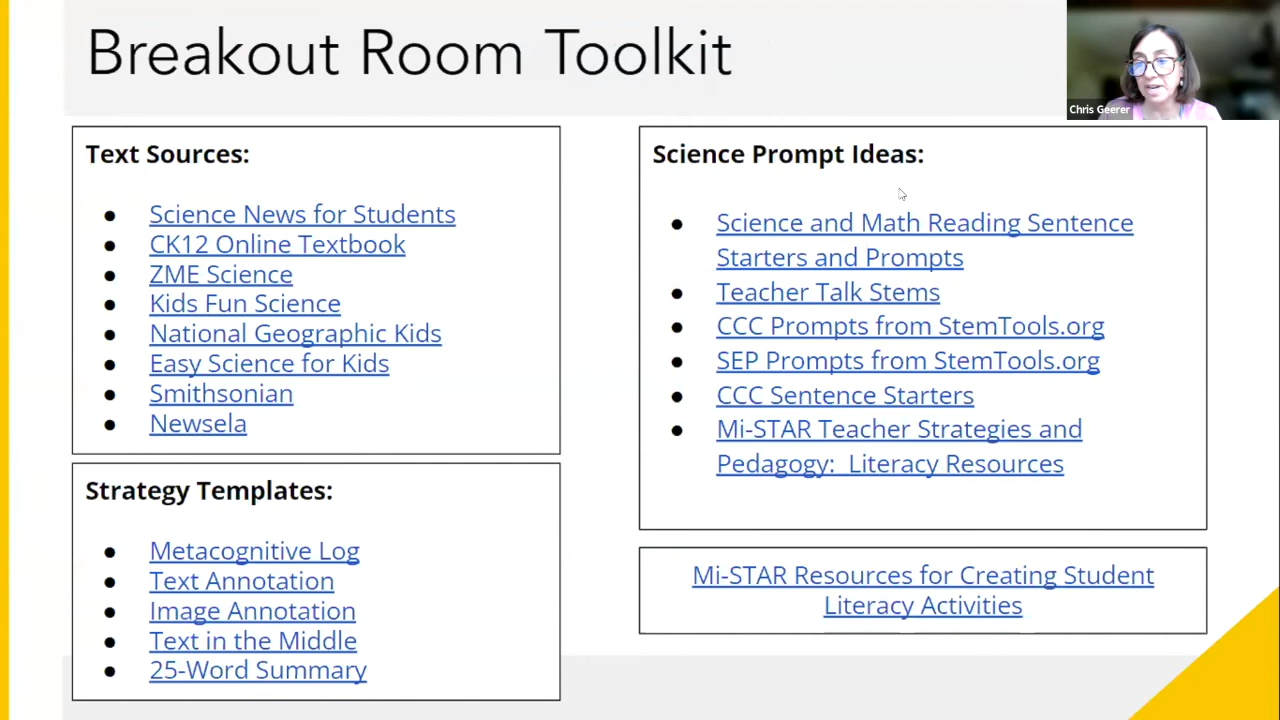 Breakout Room Toolkit
Chris Geerer
Text Sources:
Science News for Students
CK12 Online Textbook
ZME Science
Kids Fun Science
National Geographic Kids
Easy Science for Kids
Smithsonian
Newsela
Strategy Templates:
Metacognitive Log
Text Annotation
Image Annotation
Text in the Middle
25-Word Summary
Science Prompt Ideas:
Science and Math Reading Sentence
Starters and Prompts
Teacher Talk Stems
CCC Prompts from StemTools.org
SEP Prompts from StemTools.org
CCC Sentence Starters
Mi-STAR Teacher Strategies and
Pedagogy: Literacy Resources
Mi-STAR Resources for Creating Student
Literacy Activities